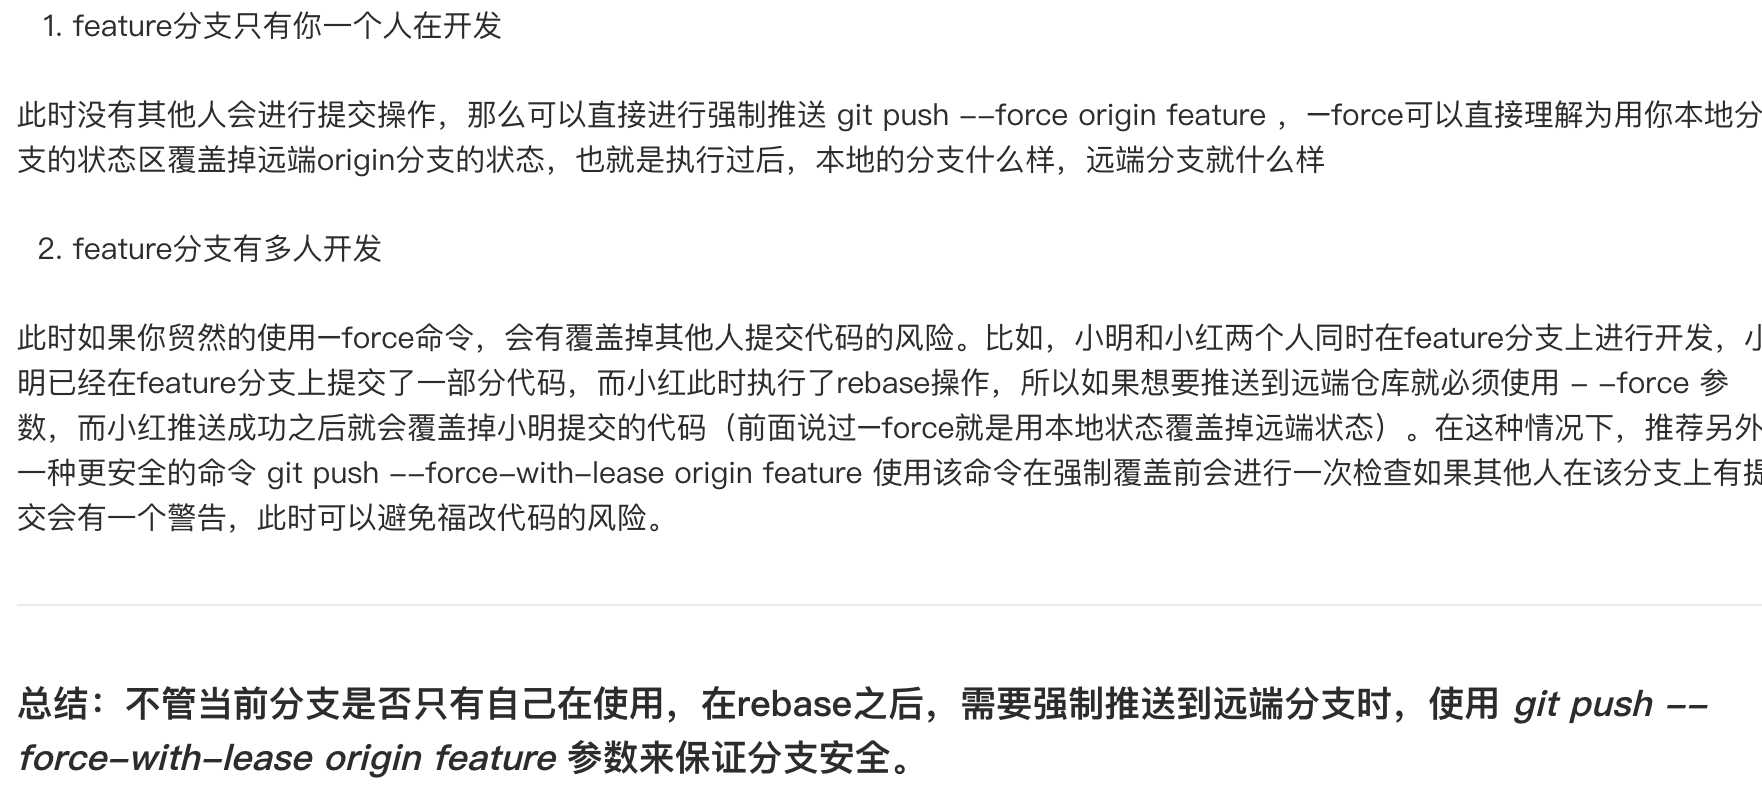 1. feature分支只有你一个人在开发
此时没有其他人会进行提交操作，那么可以直接进行强制推送 git push --force origin feature ，—force可以直接理解为用你本地分
支的状态区覆盖掉远端origin分支的状态，也就是执行过后，本地的分支什么样，远端分支就什么样
2. feature分支有多人开发
此时如果你贸然的使用—force命令，会有覆盖掉其他人提交代码的风险。比如，小明和小红两个人同时在feature分支上进行开发，小
明已经在feature分支上提交了一部分代码，而小红此时执行了rebase操作，所以如果想要推送到远端仓库就必须使用 - -force 参
数，而小红推送成功之后就会覆盖掉小明提交的代码（前面说过—force就是用本地状态覆盖掉远端状态）。在这种情况下，推荐另外
一种更安全的命令 git push --force-with-lease origin feature 使用该命令在强制覆盖前会进行一次检查如果其他人在该分支上有提
交会有一个警告，此时可以避免福改代码的风险。
总结：不管当前分支是否只有自己在使用，在rebase之后，需要强制推送到远端分支时，使用 git push --
force-with-lease origin feature 参数来保证分支安全。